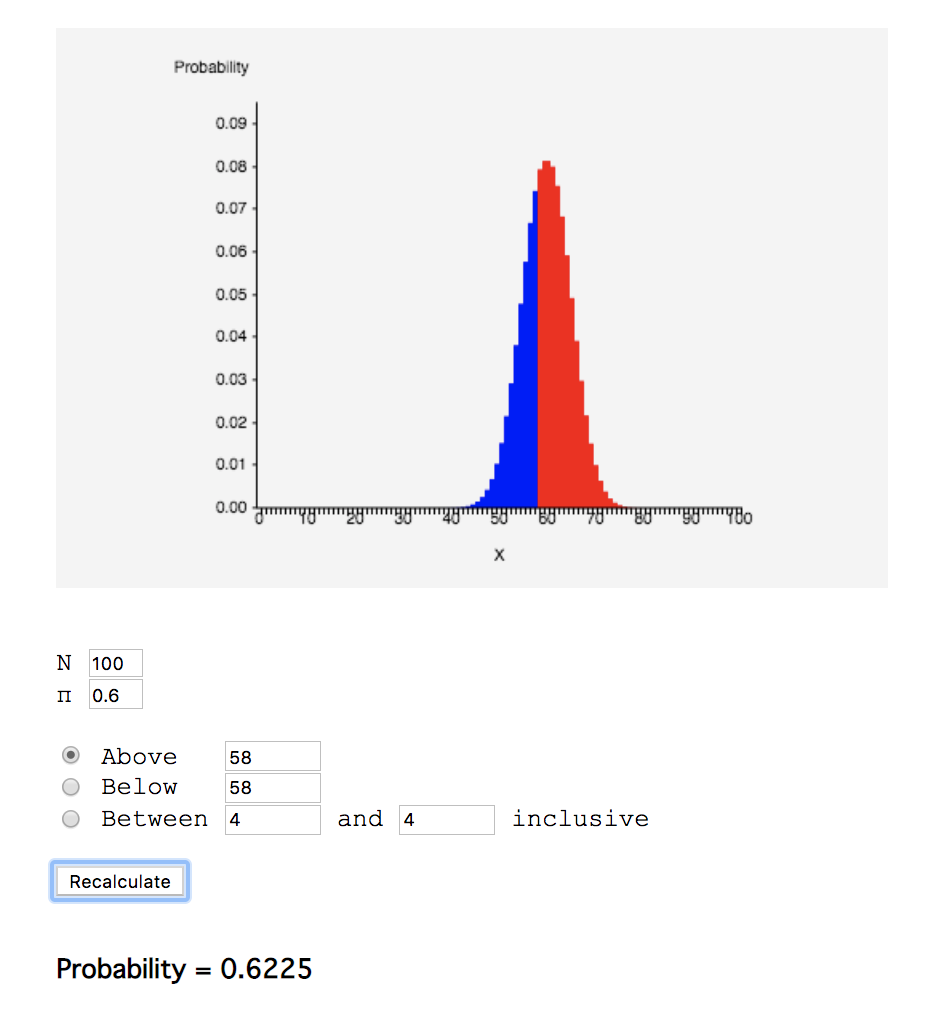 Probability
0.09
0.08
0.07
0.06
0.05
0.04
0.03
0.02
0.01
0.00
0 10 20 30 40 50 60 70 80 90 100
X
N 100
π 0.6
Above 58
Below 58
Between 4 and 4 inclusive
Recalculate
Probability = 0.6225